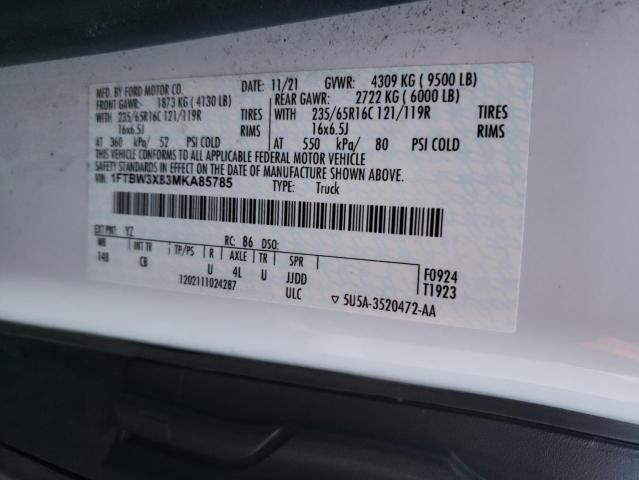 MFD. BY FORD MOTOR CO. DATE: 11/21 GVWR: 4309 KG ( 9500 LB)
FRONT GAWR: 1873 KG ( 4130 LB) REAR GAWR: 2722 KG ( 6000 LB)
WITH 235/65R16C 121/119R TIRES WITH 235/65R16C 121/119R TIRES
16x6.5J RIMS 16x6.5J RIMS
AT 360 kPa/ 52 PSI COLD AT 550 kPa/ 80 PSI COLD
THIS VEHICLE CONFORMS TO ALL APPLICABLE FEDERAL MOTOR VEHICLE
SAFETY STANDARDS IN EFFECT ON THE DATE OF MANUFACTURE SHOWN ABOVE.
VIN: 1FTBW3X83MKA85785 TYPE: Truck
EXT PNT: YZ RC: 86 DSO:
WB INT TR TP/PS R AXLE TR SPR
148 CB U 4L U JJDD F0924
1202111024287 ULC T1923
▽ 5U5A-3520472-AA